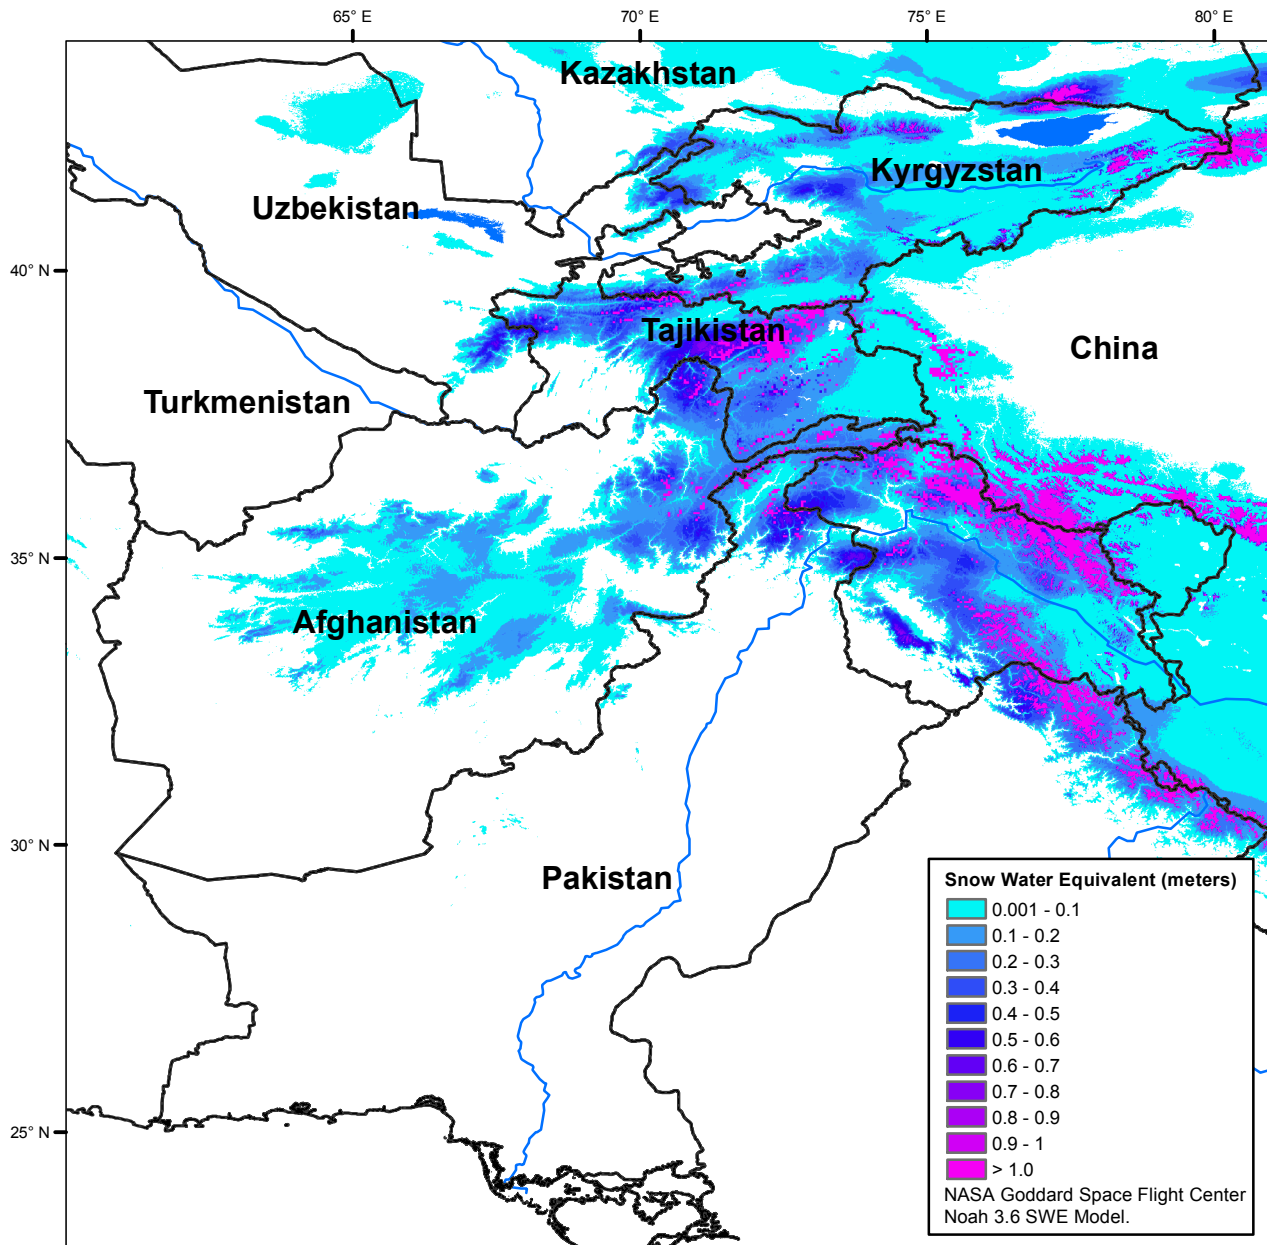 65° E
70° E
75° E
80° E
Kazakhstan
Kyrgyzstan
Uzbekistan
40° N
Tajikistan
China
Turkmenistan
35° N
Afghanistan
30° N
Pakistan
25° N
Snow Water Equivalent (meters)
0.001 - 0.1
0.1 - 0.2
0.2 - 0.3
0.3 - 0.4
0.4 - 0.5
0.5 - 0.6
0.6 - 0.7
0.7 - 0.8
0.8 - 0.9
0.9 - 1
> 1.0
NASA Goddard Space Flight Center
Noah 3.6 SWE Model.